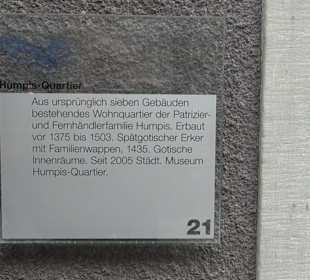 Humpis-Quartier
Aus ursprünglich sieben Gebäuden
bestehendes Wohnquartier der Patrizier-
und Fernhändlerfamilie Humpis. Erbaut
vor 1375 bis 1503. Spätgotischer Erker
mit Familienwappen, 1435. Gotische
Innenräume. Seit 2005 Städt. Museum
Humpis-Quartier.
21